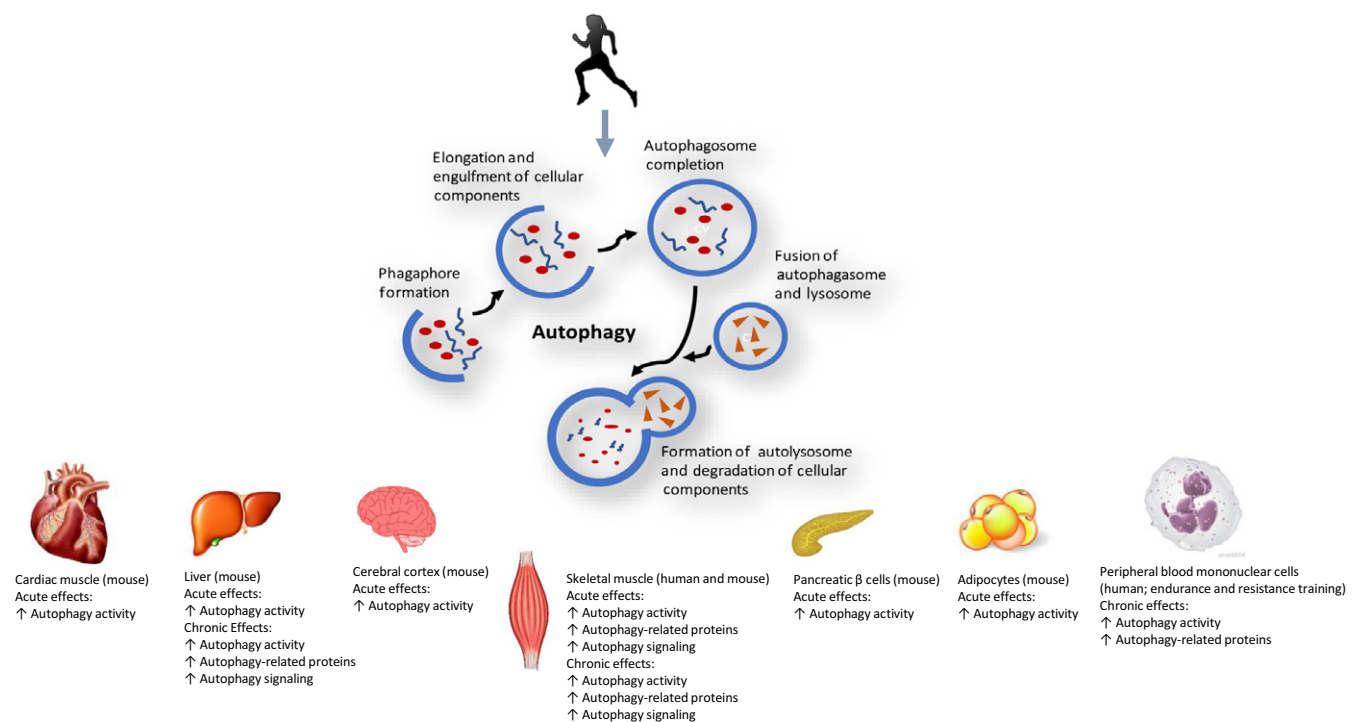 Elongation and
engulfment of cellular
components
Autophagosome
completion
CV
Phagaphore
formation
Fusion of
autophagasome
and lysosome
Autophagy
Formation of autolysosome
and degradation of cellular
components
Cardiac muscle (mouse)
Acute effects:
↑ Autophagy activity
Liver (mouse)
Acute effects:
↑ Autophagy activity
Chronic Effects:
↑ Autophagy activity
↑ Autophagy-related proteins
↑ Autophagy signaling
Cerebral cortex (mouse)
Acute effects:
↑ Autophagy activity
Skeletal muscle (human and mouse)
Acute effects:
↑ Autophagy activity
↑ Autophagy-related proteins
↑ Autophagy signaling
Chronic effects:
↑ Autophagy activity
↑ Autophagy-related proteins
↑ Autophagy signaling
Pancreatic β cells (mouse)
Acute effects:
↑ Autophagy activity
Adipocytes (mouse)
Acute effects:
↑ Autophagy activity
Peripheral blood mononuclear cells
(human; endurance and resistance training)
Chronic effects:
↑ Autophagy activity
↑ Autophagy-related proteins